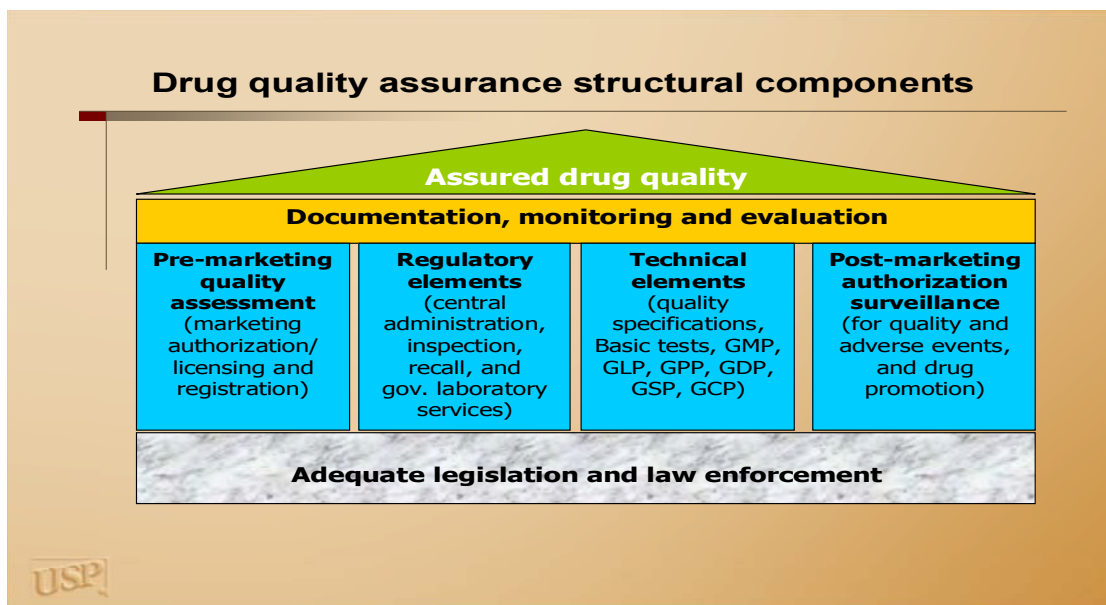 Drug quality assurance structural components
Assured drug quality
Documentation, monitoring and evaluation
Pre-marketing
quality
assessment
(marketing
authorization/
licensing and
registration)
Regulatory
elements
(central
administration,
inspection,
recall, and
gov. laboratory
services)
Technical
elements
(quality
specifications,
Basic tests, GMP,
GLP, GPP, GDP,
GSP, GCP)
Post-marketing
authorization
surveillance
(for quality and
adverse events,
and drug
promotion)
Adequate legislation and law enforcement
USP